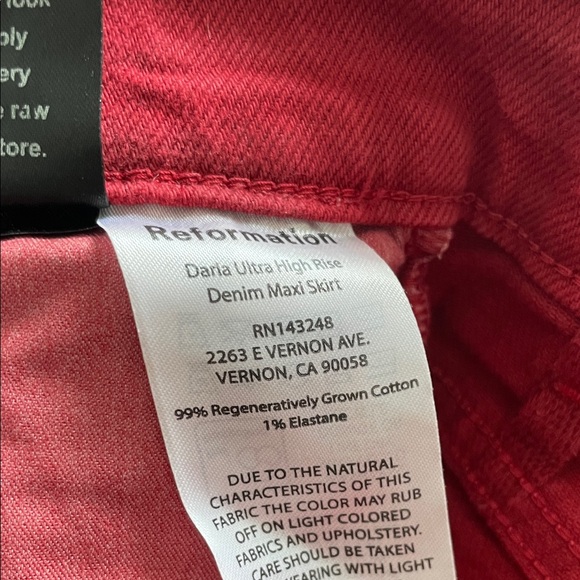 look
ery
raw
tore.
Reformation
Daria Ultra High Rise
Denim Maxi Skirt
RN143248
2263 E VERNON AVE.
VERNON, CA 90058
99% Regeneratively Grown Cotton
1% Elastane
DUE TO THE NATURAL
CHARACTERISTICS OF THIS
FABRIC THE COLOR MAY RUB
OFF ON LIGHT COLORED
FABRICS AND UPHOLSTERY.
CARE SHOULD BE TAKEN
WEARING WITH LIGHT